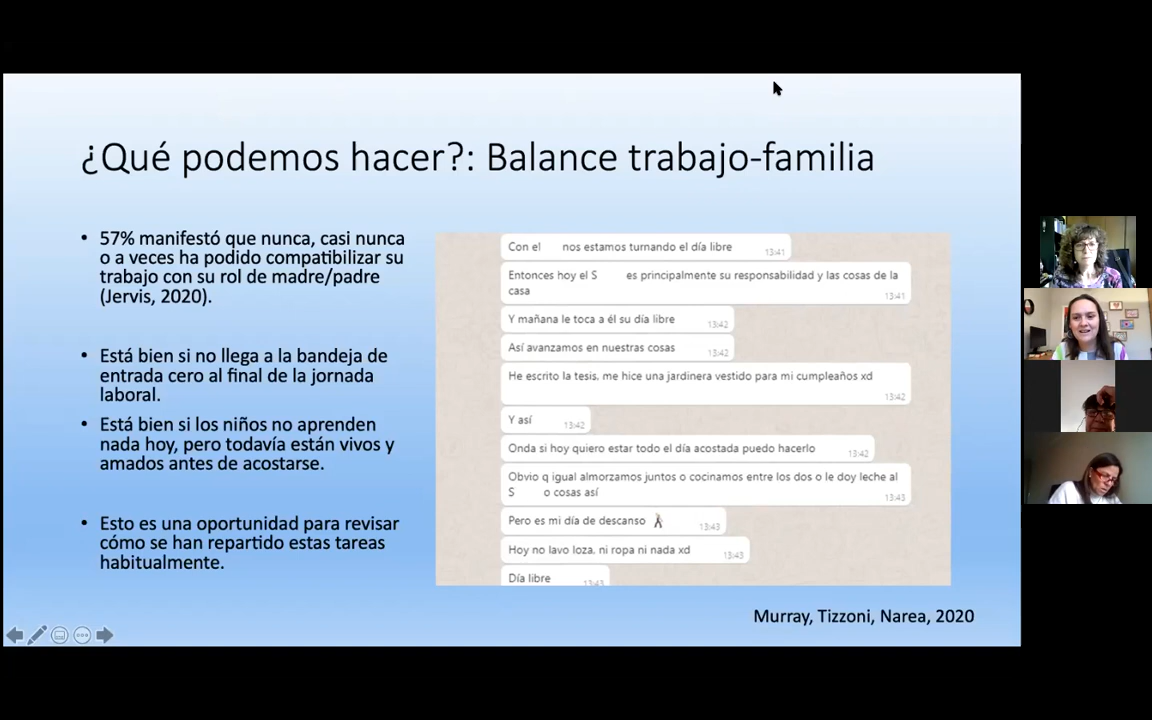 ¿Qué podemos hacer?: Balance trabajo-familia
• 57% manifestó que nunca, casi nunca
o a veces ha podido compatibilizar su
trabajo con su rol de madre/padre
(Jervis, 2020).
• Está bien si no llega a la bandeja de
entrada cero al final de la jornada
laboral.
• Está bien si los niños no aprenden
nada hoy, pero todavía están vivos y
amados antes de acostarse.
• Esto es una oportunidad para revisar
cómo se han repartido estas tareas
habitualmente.
Con el nos estamos turnando el día libre
13:41
Entonces hoy el S es principalmente su responsabilidad y las cosas de la
casa
13:41
Y mañana le toca a él su día libre
13:42
Así avanzamos en nuestras cosas
13:42
He escrito la tesis, me hice una jardinera vestido para mi cumpleaños xd
13:42
Y así
13:42
Onda si hoy quiero estar todo el día acostada puedo hacerlo
13:42
Obvio q igual almorzamos juntos o cocinamos entre los dos o le doy leche al
S o cosas así
13:43
Pero es mi día de descanso
13:43
Hoy no lavo loza, ni ropa ni nada xd
13:43
Día libre
13:43
Murray, Tizzoni, Narea, 2020